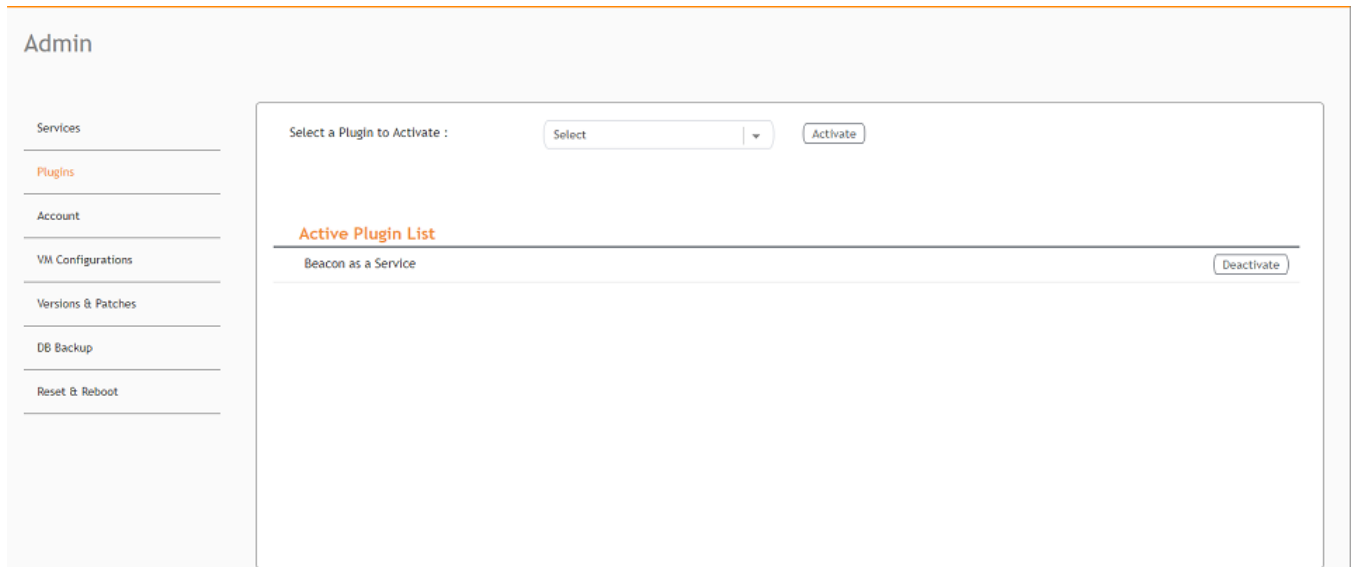 Admin
Services
Plugins
Account
VM Configurations
Versions & Patches
DB Backup
Reset & Reboot
Select a Plugin to Activate :
Select
Activate
Active Plugin List
Beacon as a Service
Deactivate